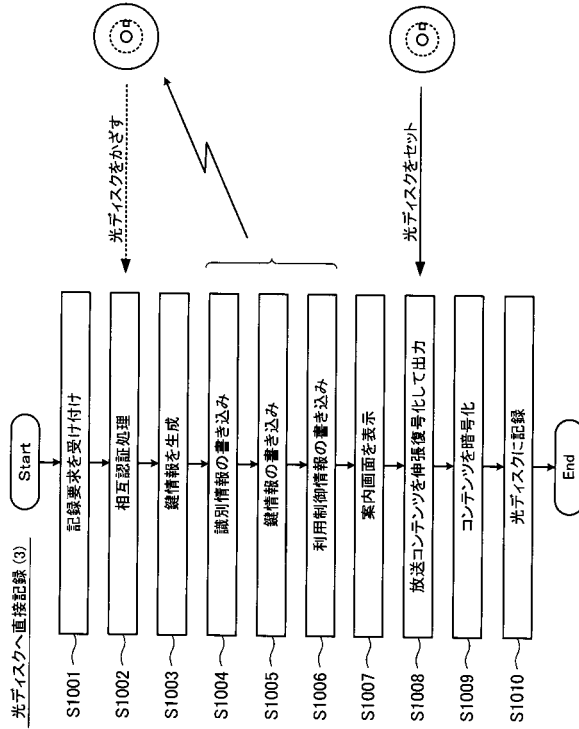 光ディスクへ直接記録 (3)
Start
S1001
記録要求を受け付け
S1002
相互認証処理
光ディスクをかざす
S1003
鍵情報を生成
S1004
識別情報の書き込み
S1005
鍵情報の書き込み
S1006
利用制御情報の書き込み
S1007
案内画面を表示
S1008
放送コンテンツを伸張復号化して出力
光ディスクをセット
S1009
コンテンツを暗号化
S1010
光ディスクに記録
End